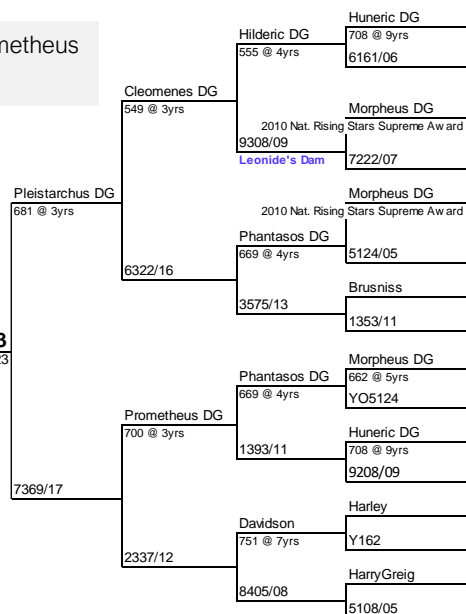 Huneric DG
Hilderic DG
708 @ 9yrs
555 @ 4yrs
6161/06
Cleomenes DG
549 @ 3yrs
Morpheus DG
2010 Nat. Rising Stars Supreme Award
9308/09
Leonide's Dam
7222/07
Pleistarchus DG
681 @ 3yrs
Morpheus DG
2010 Nat. Rising Stars Supreme Award
Phantasos DG
669 @ 4yrs
5124/05
6322/16
Brusniss
3575/13
1353/11
Morpheus DG
Phantasos DG
662 @ 5yrs
669 @ 4yrs
YO5124
Prometheus DG
700 @ 3yrs
Huneric DG
708 @ 9yrs
1393/11
9208/09
7369/17
Harley
Davidson
751 @ 7yrs
Y162
2337/12
HarryGreig
8405/08
5108/05